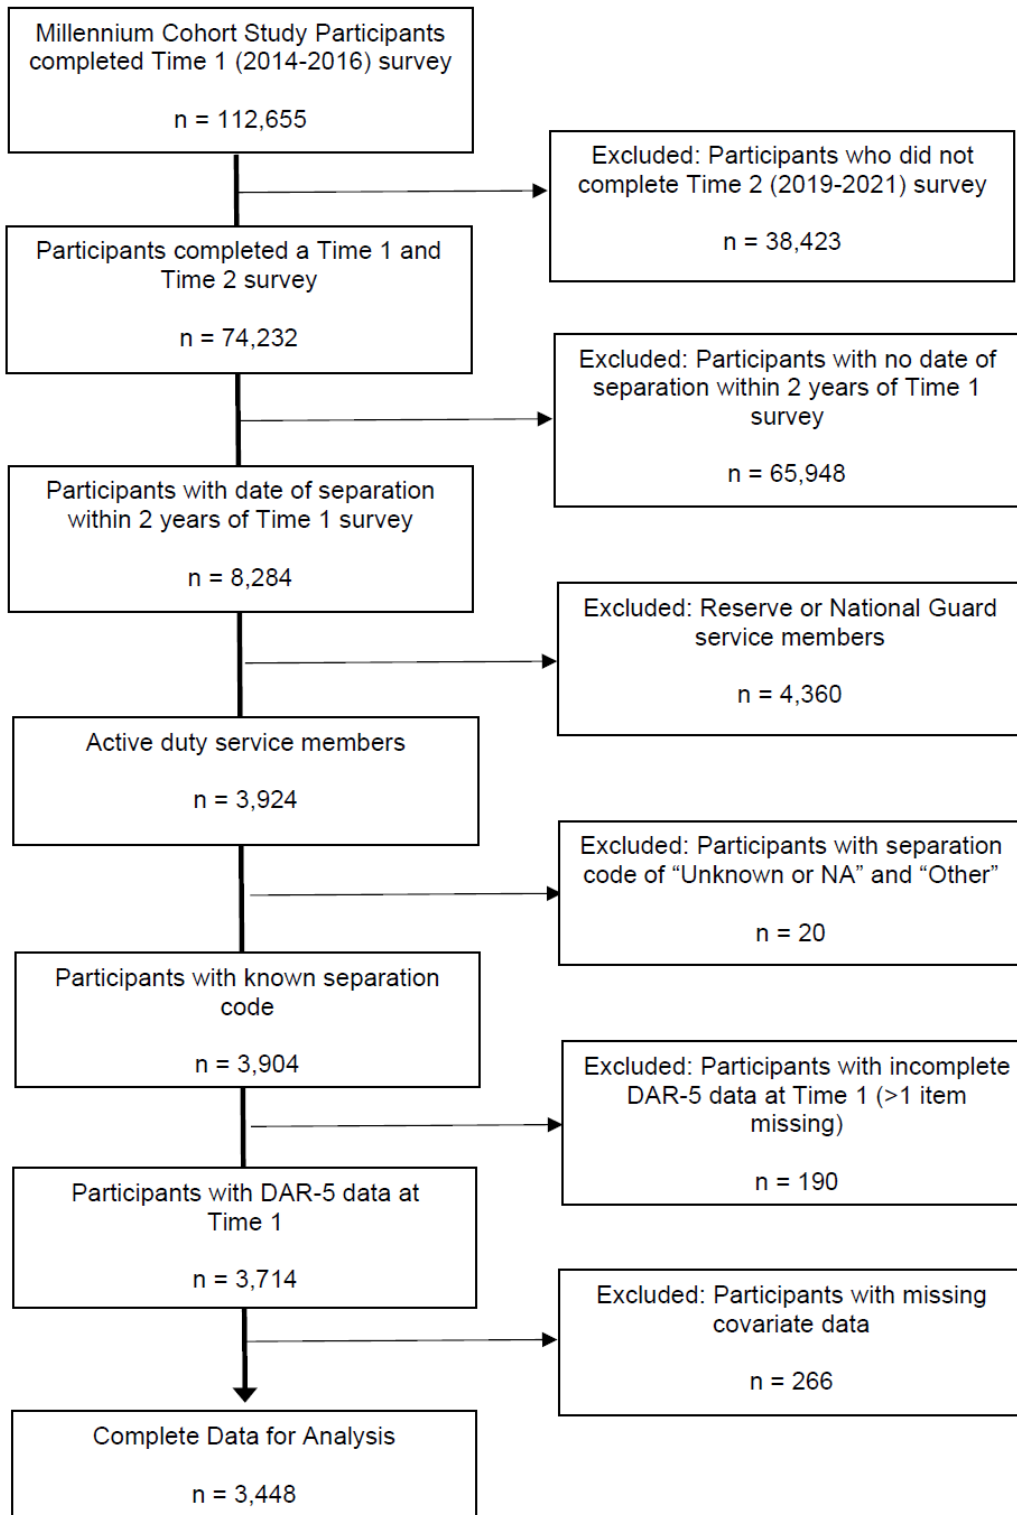 Millennium Cohort Study Participants
completed Time 1 (2014-2016) survey
n = 112,655
Excluded: Participants who did not
complete Time 2 (2019-2021) survey
n = 38,423
Participants completed a Time 1 and
Time 2 survey
n = 74,232
Excluded: Participants with no date of
separation within 2 years of Time 1
survey
n = 65,948
Participants with date of separation
within 2 years of Time 1 survey
n = 8,284
Excluded: Reserve or National Guard
service members
n = 4,360
Active duty service members
n = 3,924
Excluded: Participants with separation
code of “Unknown or NA” and “Other”
n = 20
Participants with known separation
code
n = 3,904
Excluded: Participants with incomplete
DAR-5 data at Time 1 (>1 item
missing)
n = 190
Participants with DAR-5 data at
Time 1
n = 3,714
Excluded: Participants with missing
covariate data
n = 266
Complete Data for Analysis
n = 3,448